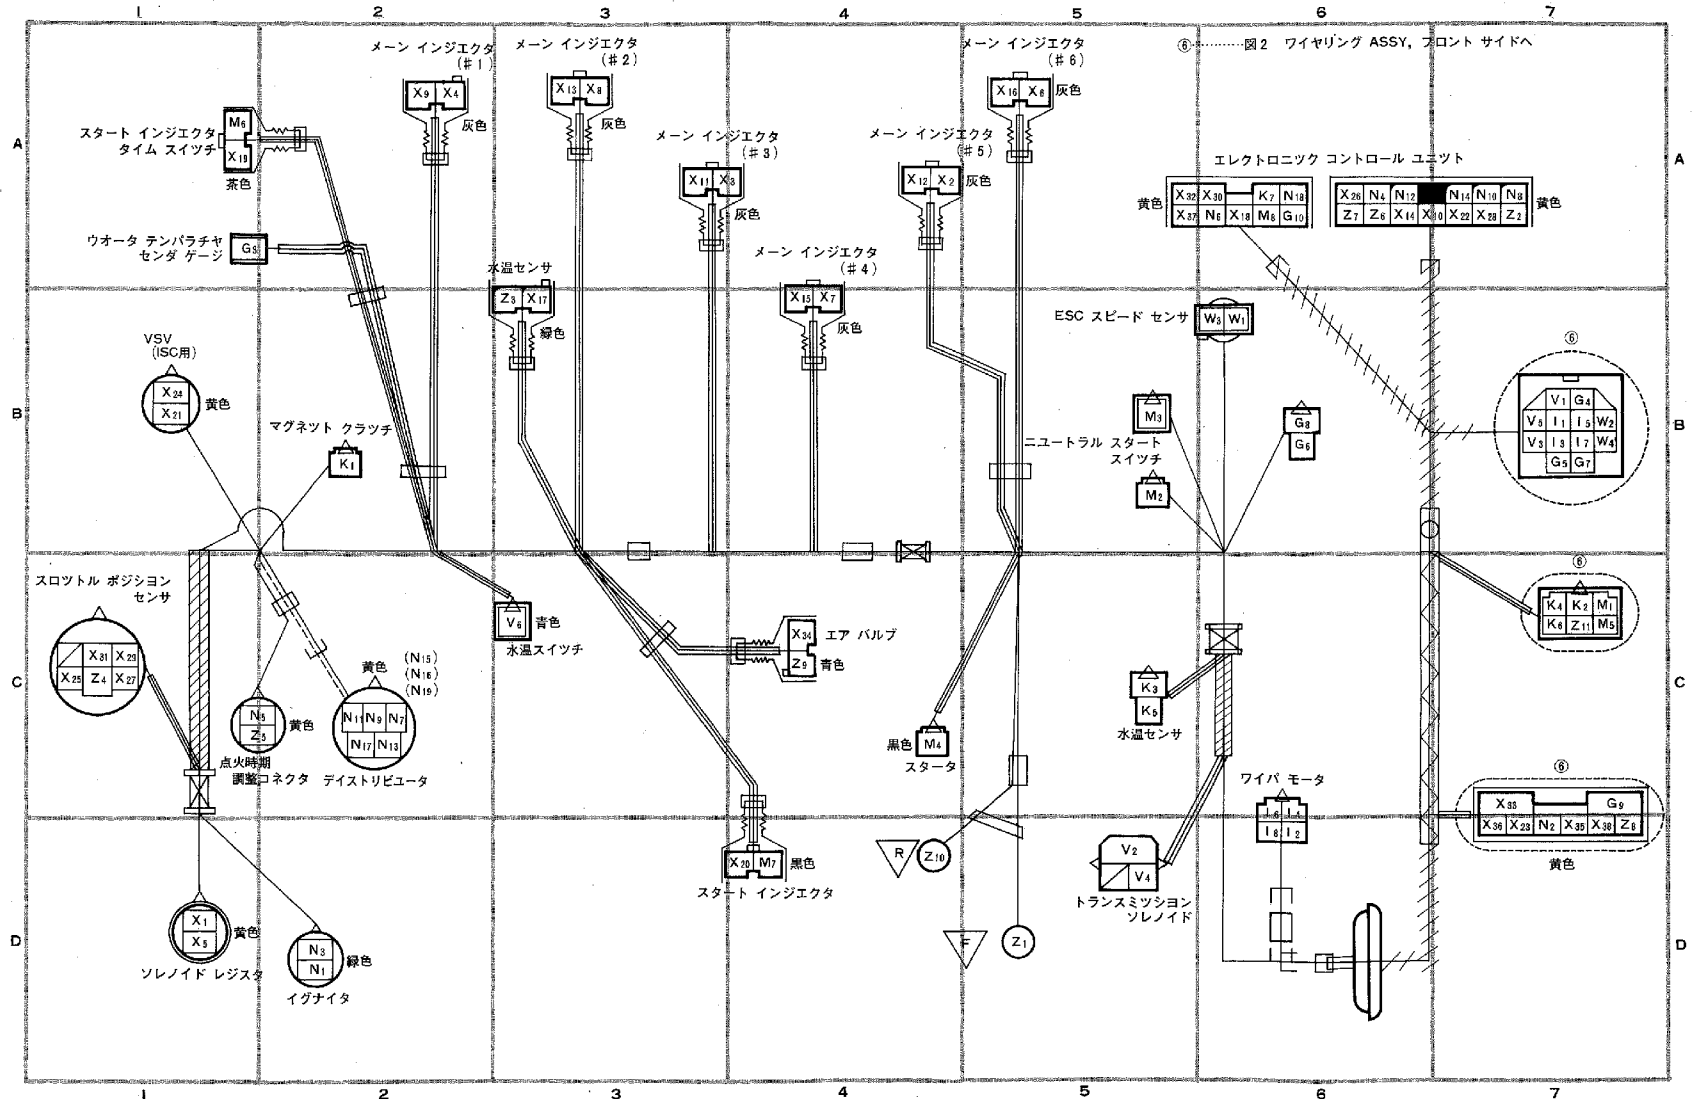 1 2 3 4 5 6 7
⑥………図2 ワイヤリング ASSY, フロント サイドへ
メーン インジェクタ
(#1)
X9 X4
灰色
メーン インジェクタ
(#2)
X13 X8
灰色
メーン インジェクタ
(#6)
X16 X6
灰色
A
スタート インジェクタ
タイム スイッチ
M6
X19
茶色
メーン インジェクタ
(#3)
X11 X3
灰色
メーン インジェクタ
(#5)
X12 X2
灰色
エレクトロニツク コントロール ユニツト
黄色
X32 X30 K7 N18
X37 N6 X18 M8 G10
X26 N4 N12 N14 N10 N8
Z7 Z6 X14 X10 X22 X28 Z2
黄色
A
ウオータ テンパラチヤ
センダ ゲージ
G3
水温センサ
Z3 X17
緑色
メーン インジェクタ
(#4)
X15 X7
灰色
ESC スピード センサ
W3 W1
VSV
(ISC用)
X24
X21
黄色
マグネツト クラツチ
K1
B
M3
ニユートラル スタート
スイツチ
M2
G8
G6
⑥
V1 G4
V5 I1 I5 W2
V3 I3 I7 W4
G5 G7
B
スロツトル ポジシヨン
センサ
X31 X29
X25 Z4 X27
V6
青色
水温スイツチ
X34
Z9
エア バルブ
青色
⑥
K4 K2 M1
K6 Z11 M5
C
黄色
(N15)
(N16)
(N19)
N11 N9 N7
N17 N13
デイストリビユータ
N5
Z5
黄色
点火時期
調整コネクタ
黒色
M4
スタータ
K3
K5
水温センサ
C
ワイパ モータ
I6 I4
I8 I2
⑥
X33 G9
X36 X23 N2 X35 X38 Z8
黄色
X20 M7
黒色
スタート インジェクタ
R
Z10
V2
V4
トランスミツシヨン
ソレノイド
D
X1
X5
黄色
ソレノイド レジスタ
N3
N1
緑色
イグナイタ
F
Z1
D
1 2 3 4 5 6 7